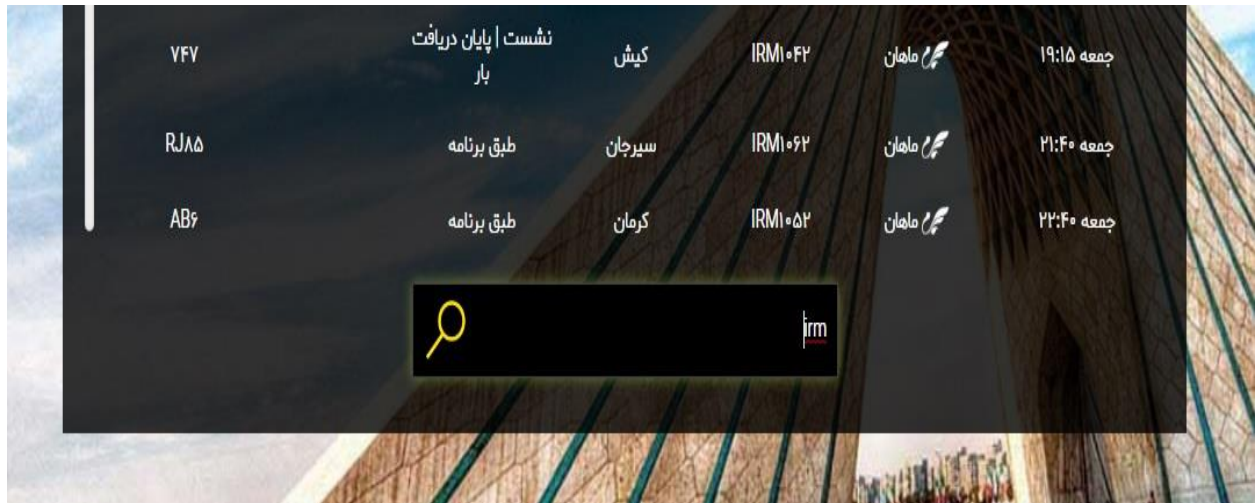 جمعه ۱۹:۱۵ ماهان IRM۱۰۴۲ کیش نشست | پایان دریافت بار ۷۴۷
جمعه ۲۱:۴۰ ماهان IRM۱۰۶۲ سیرجان طبق برنامه RJ۸۵
جمعه ۲۲:۴۰ ماهان IRM۱۰۵۲ کرمان طبق برنامه AB۶
irm